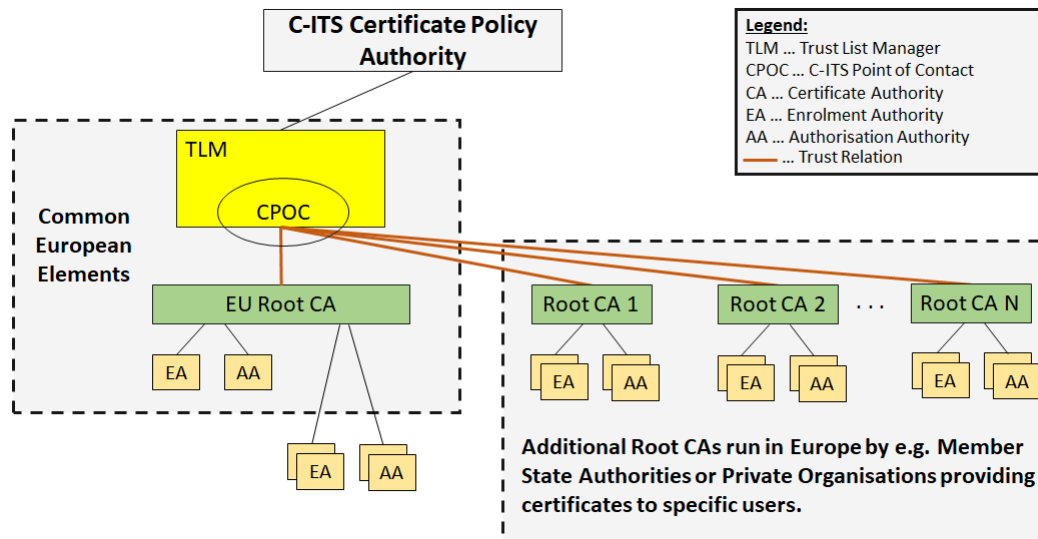 C-ITS Certificate Policy
Authority
Legend:
TLM ... Trust List Manager
CPOC ... C-ITS Point of Contact
CA ... Certificate Authority
EA ... Enrolment Authority
AA ... Authorisation Authority
... Trust Relation
TLM
CPOC
Common
European
Elements
EU Root CA
EA
AA
EA
AA
Root CA 1
Root CA 2
. . .
Root CA N
EA
AA
EA
AA
EA
AA
Additional Root CAs run in Europe by e.g. Member
State Authorities or Private Organisations providing
certificates to specific users.